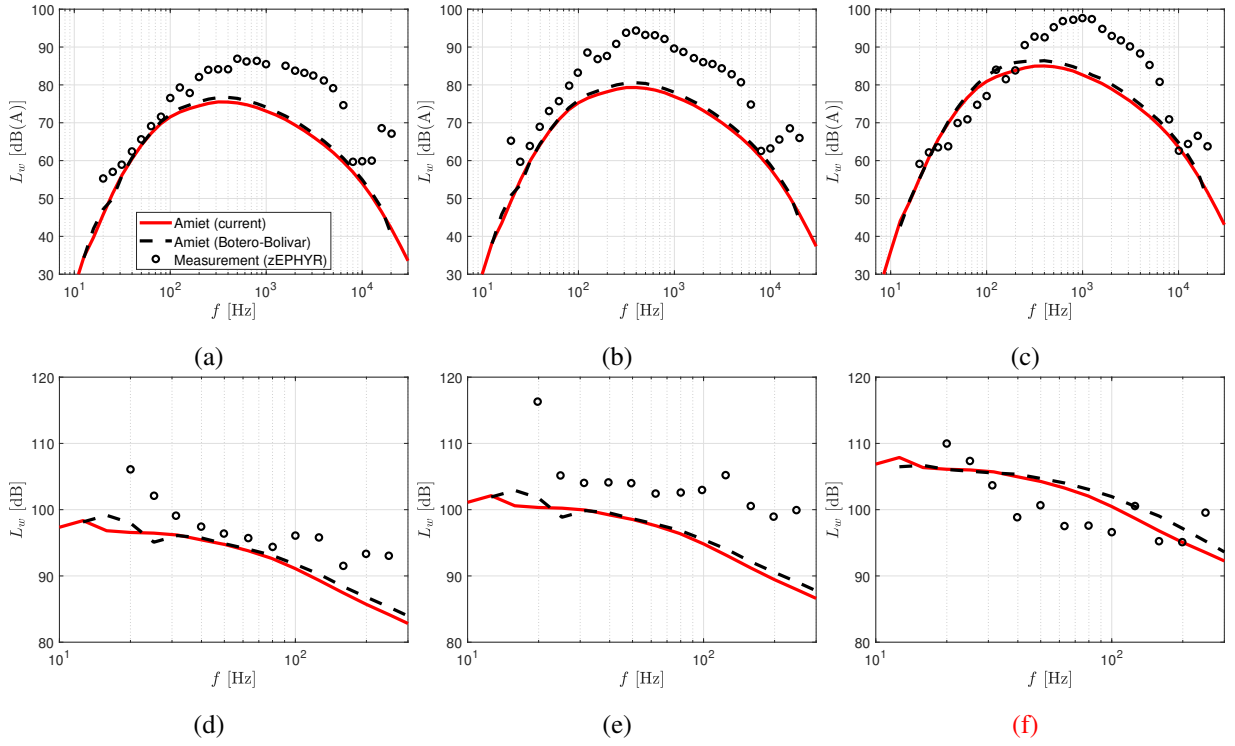 100
90
80
70
60
50
40
30
L_w [dB(A)]
10^1 10^2 10^3 10^4
f [Hz]
Amiet (current)
Amiet (Botero-Bolivar)
Measurement (zEPHYR)
(a)
100
90
80
70
60
50
40
30
L_w [dB(A)]
10^1 10^2 10^3 10^4
f [Hz]
(b)
100
90
80
70
60
50
40
30
L_w [dB(A)]
10^1 10^2 10^3 10^4
f [Hz]
(c)
120
110
100
90
80
L_w [dB]
10^1 10^2
f [Hz]
(d)
120
110
100
90
80
L_w [dB]
10^1 10^2
f [Hz]
(e)
120
110
100
90
80
L_w [dB]
10^1 10^2
f [Hz]
(f)